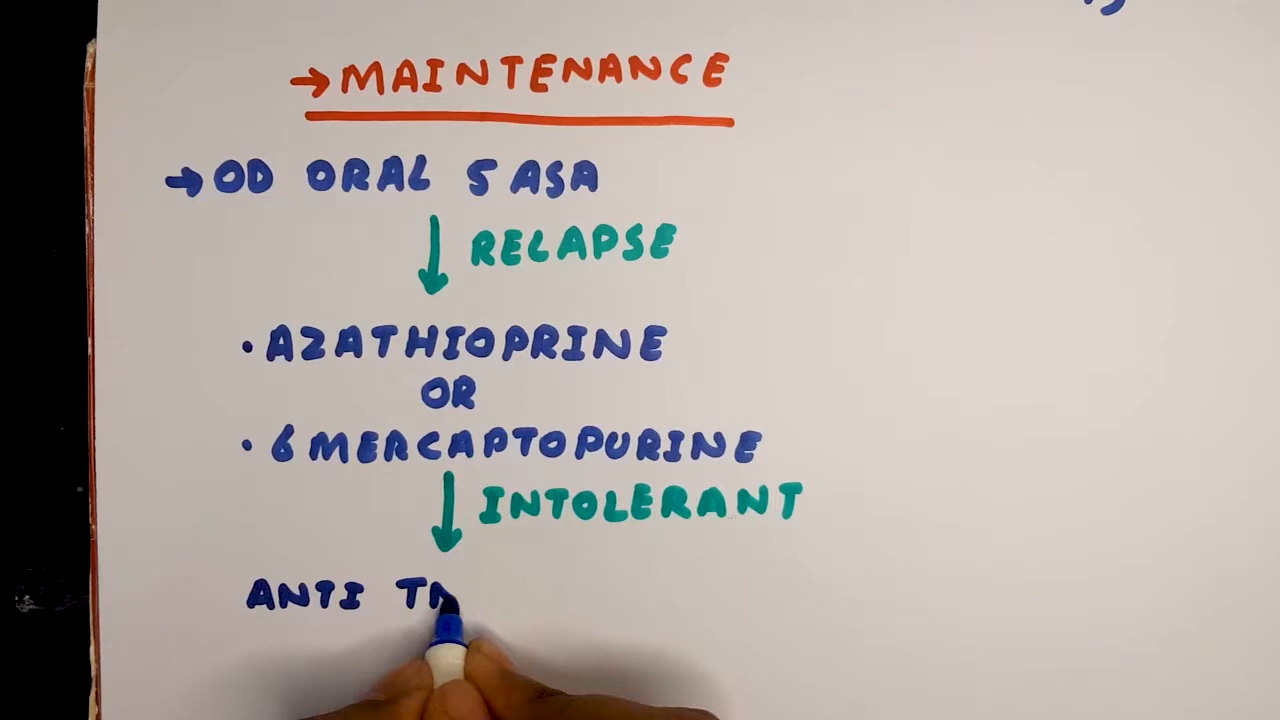 → MAINTENANCE
→ OD ORAL 5 ASA
↓ RELAPSE
• AZATHIOPRINE
OR
• 6 MERCAPTOPURINE
↓ INTOLERANT
ANTI